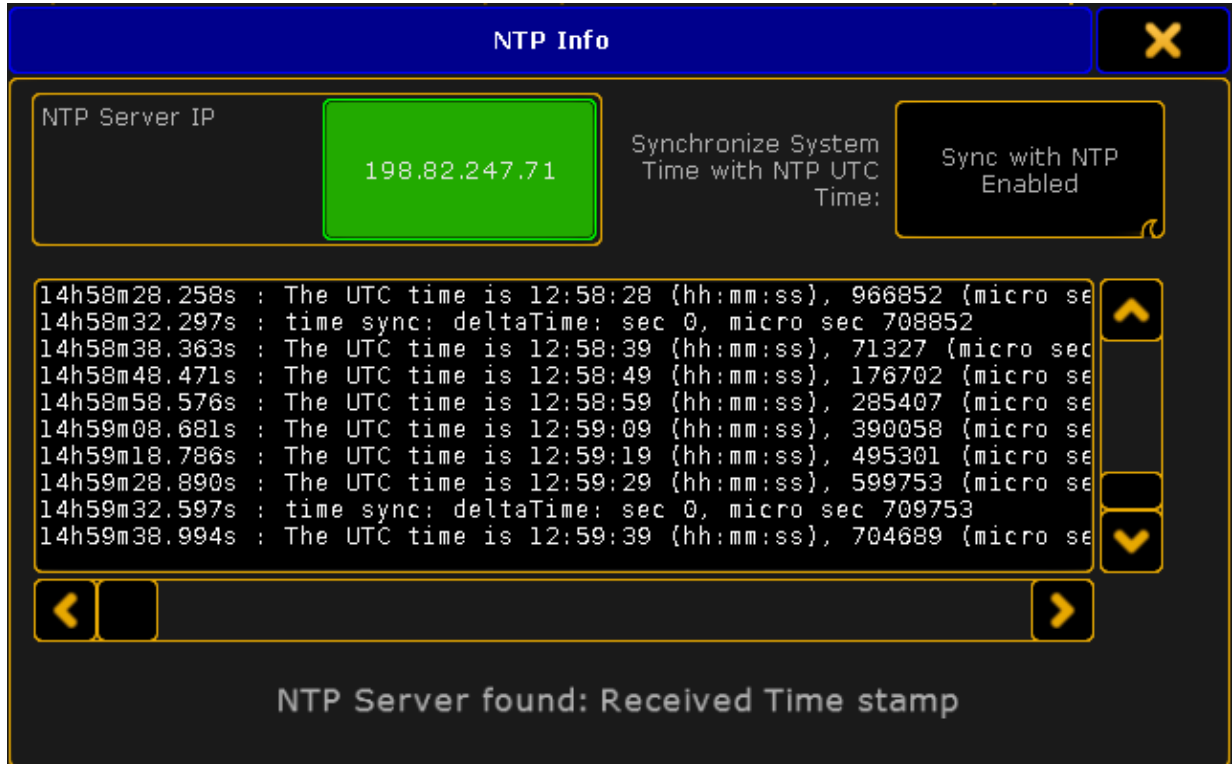 NTP Info
NTP Server IP
198.82.247.71
Synchronize System
Time with NTP UTC
Time:
Sync with NTP
Enabled
14h58m28.258s : The UTC time is 12:58:28 (hh:mm:ss), 966852 (micro se
14h58m32.297s : time sync: deltaTime: sec 0, micro sec 708852
14h58m38.363s : The UTC time is 12:58:39 (hh:mm:ss), 71327 (micro sec
14h58m48.471s : The UTC time is 12:58:49 (hh:mm:ss), 176702 (micro se
14h58m58.576s : The UTC time is 12:58:59 (hh:mm:ss), 285407 (micro se
14h59m08.681s : The UTC time is 12:59:09 (hh:mm:ss), 390058 (micro se
14h59m18.786s : The UTC time is 12:59:19 (hh:mm:ss), 495301 (micro se
14h59m28.890s : The UTC time is 12:59:29 (hh:mm:ss), 599753 (micro se
14h59m32.597s : time sync: deltaTime: sec 0, micro sec 709753
14h59m38.994s : The UTC time is 12:59:39 (hh:mm:ss), 704689 (micro se
NTP Server found: Received Time stamp